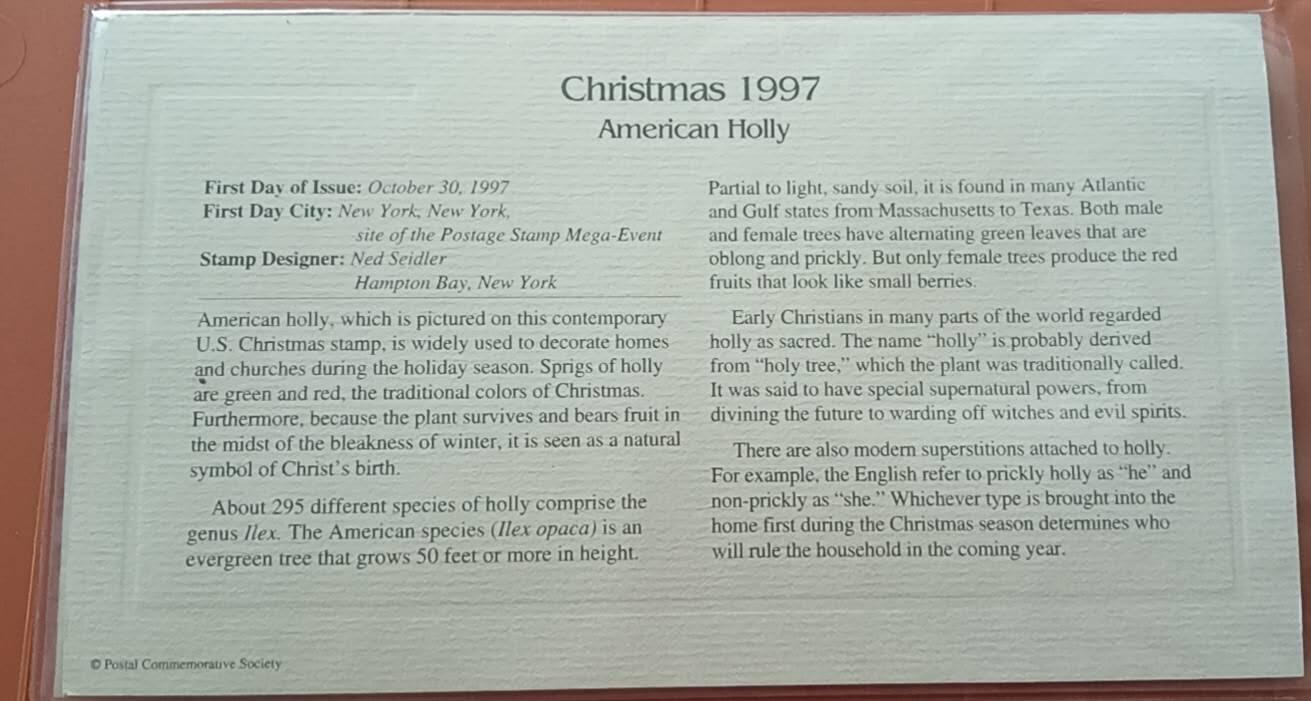 Christmas 1997
American Holly
First Day of Issue: October 30, 1997
First Day City: New York, New York,
site of the Postage Stamp Mega-Event
Stamp Designer: Ned Seidler
Hampton Bay, New York
American holly, which is pictured on this contemporary
U.S. Christmas stamp, is widely used to decorate homes
and churches during the holiday season. Sprigs of holly
are green and red, the traditional colors of Christmas.
Furthermore, because the plant survives and bears fruit in
the midst of the bleakness of winter, it is seen as a natural
symbol of Christ's birth.
About 295 different species of holly comprise the
genus Ilex. The American species (Ilex opaca) is an
evergreen tree that grows 50 feet or more in height.
Partial to light, sandy soil, it is found in many Atlantic
and Gulf states from Massachusetts to Texas. Both male
and female trees have alternating green leaves that are
oblong and prickly. But only female trees produce the red
fruits that look like small berries.
Early Christians in many parts of the world regarded
holly as sacred. The name “holly” is probably derived
from “holy tree,” which the plant was traditionally called.
It was said to have special supernatural powers, from
divining the future to warding off witches and evil spirits.
There are also modern superstitions attached to holly.
For example, the English refer to prickly holly as “he” and
non-prickly as “she.” Whichever type is brought into the
home first during the Christmas season determines who
will rule the household in the coming year.
© Postal Commemorative Society